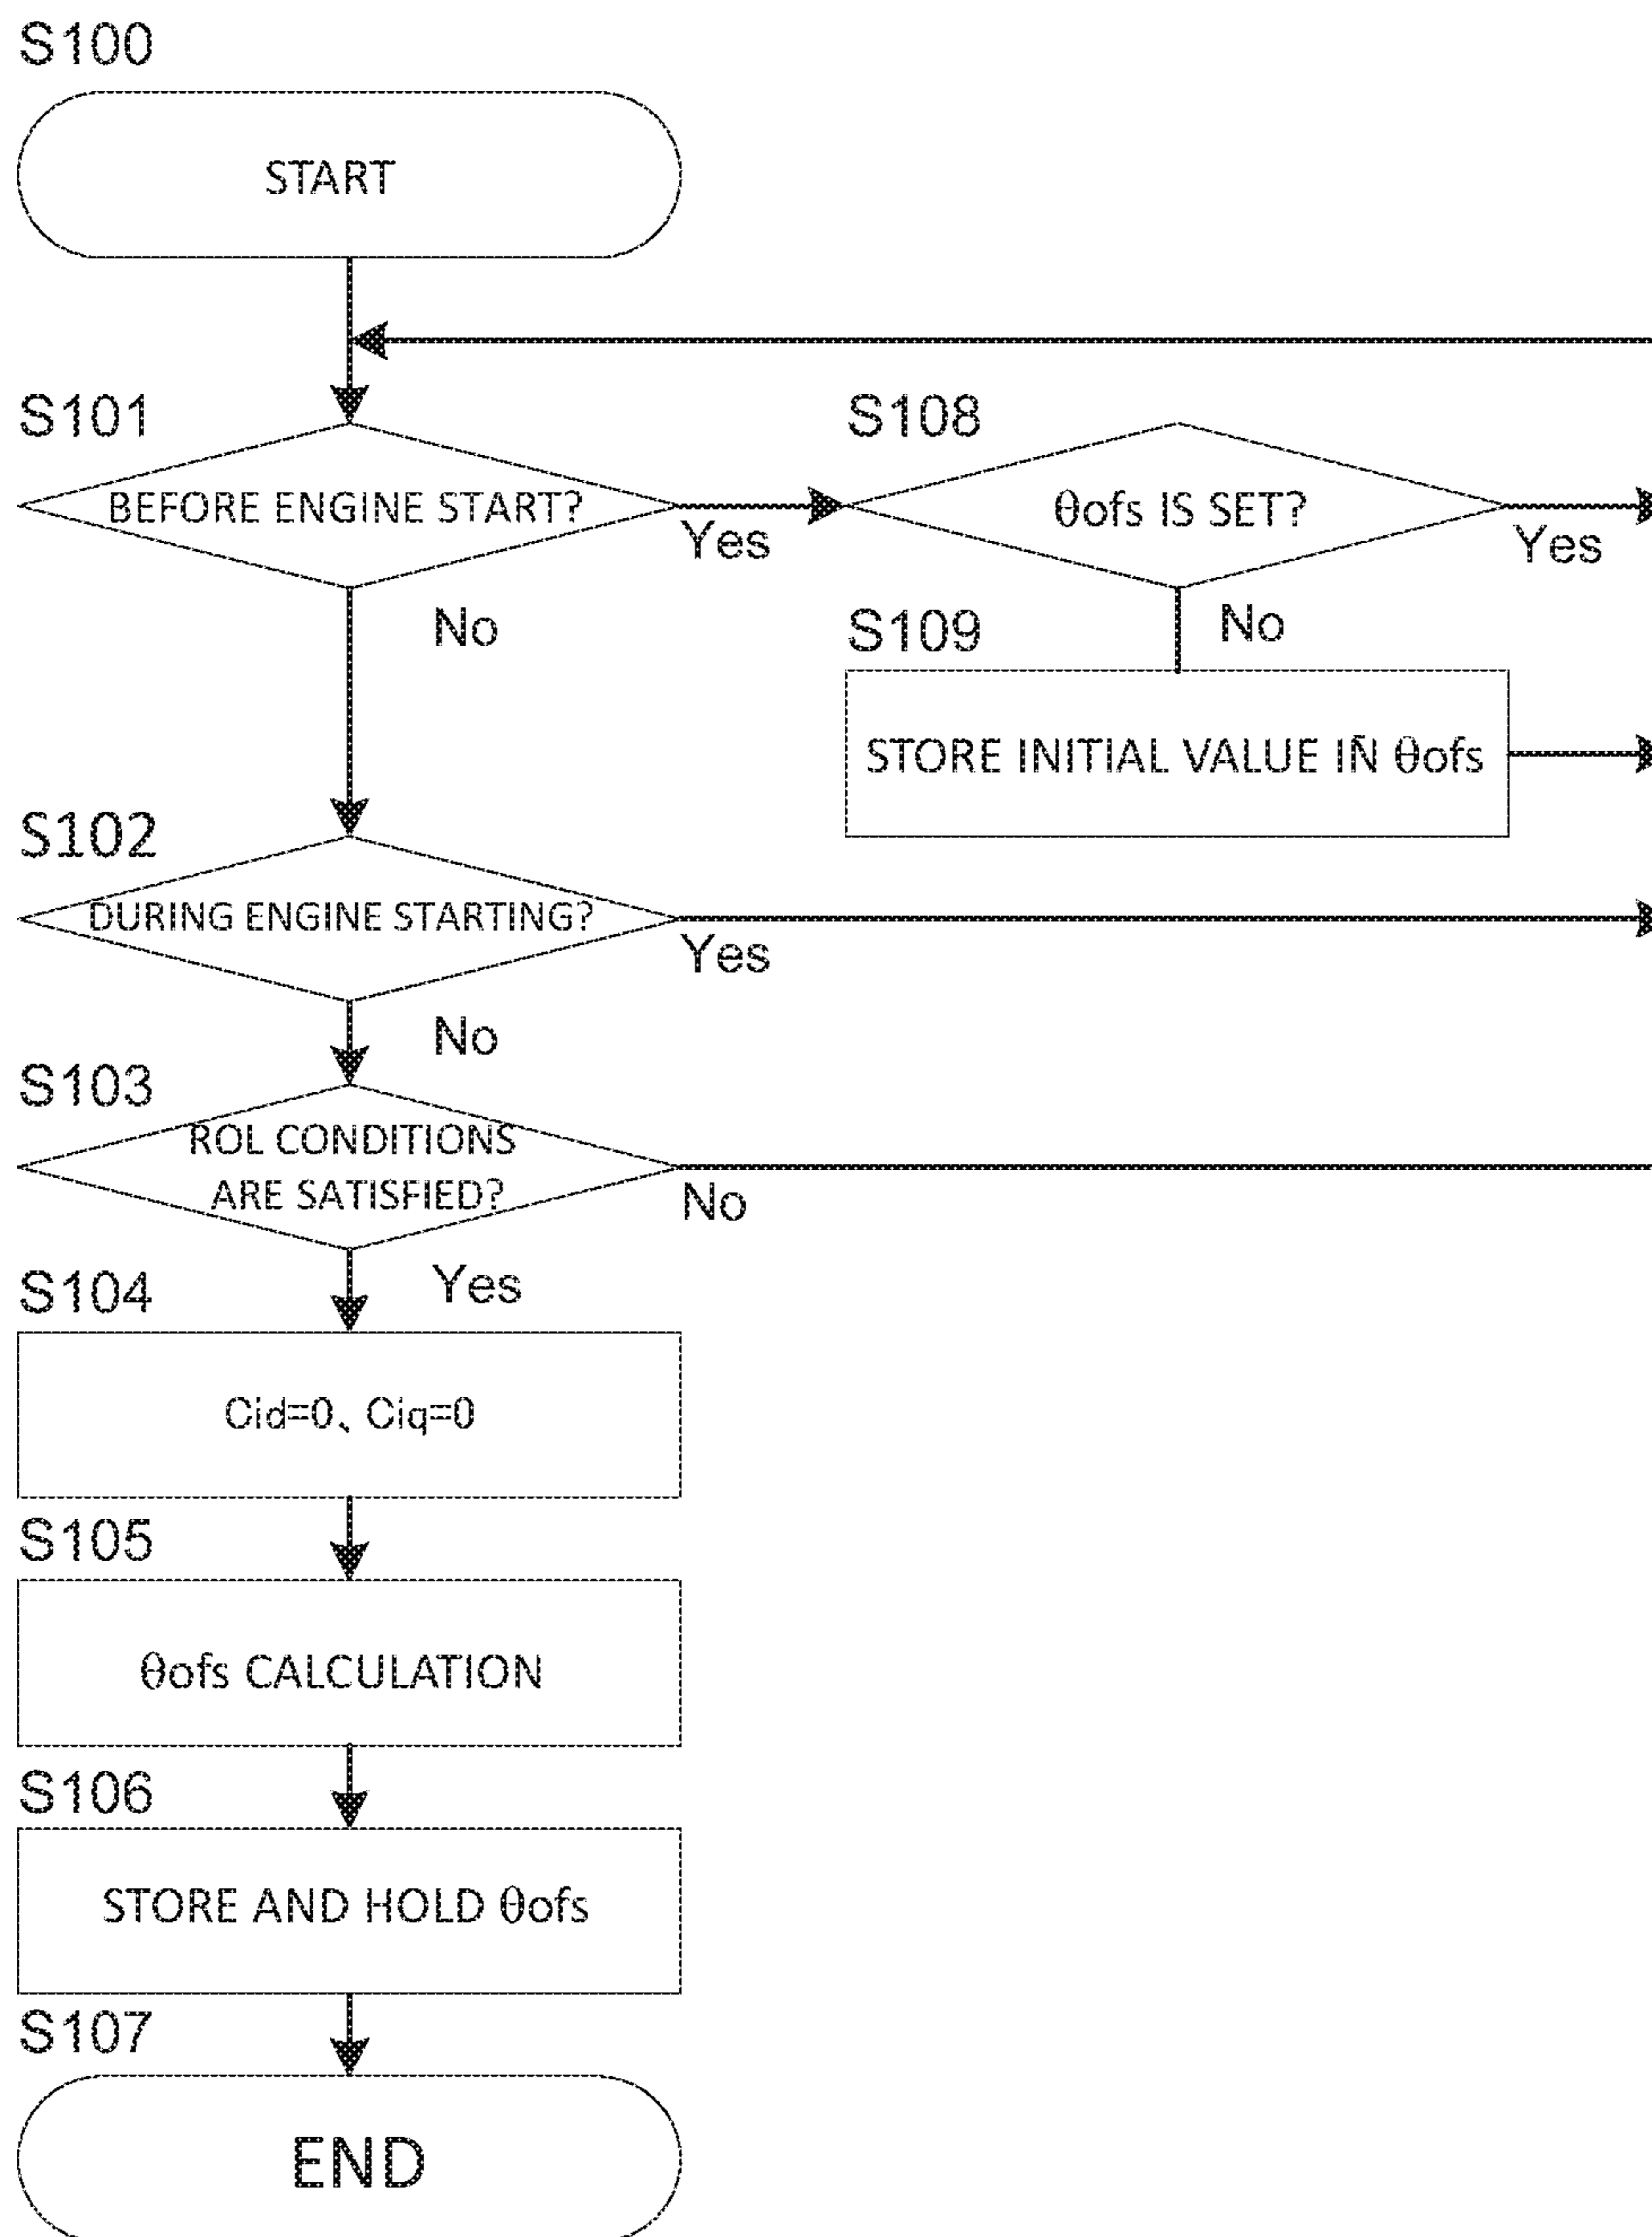 S100
START
S101
BEFORE ENGINE START?
Yes
No
S108
θofs IS SET?
Yes
No
S109
STORE INITIAL VALUE IN θofs
S102
DURING ENGINE STARTING?
Yes
No
S103
ROL CONDITIONS
ARE SATISFIED?
No
Yes
S104
Cid=0、Ciq=0
S105
θofs CALCULATION
S106
STORE AND HOLD θofs
S107
END